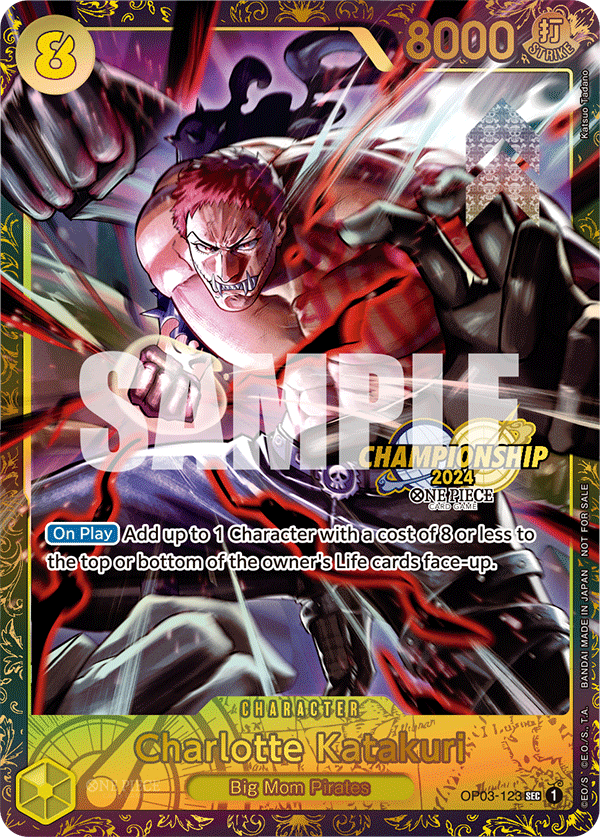 8
8000
打
STRIKE
Katsuo Tadano
SAMPLE
CHAMPIONSHIP
2024
ONE PIECE
CARD GAME
On Play Add up to 1 Character with a cost of 8 or less to
the top or bottom of the owner's Life cards face-up.
CHARACTER
Charlotte Katakuri
ONE PIECE
Big Mom Pirates
OP03-123 SEC 1
©E.O./S ©E.O./S., T.A. BANDAI MADE IN JAPAN NOT FOR SALE